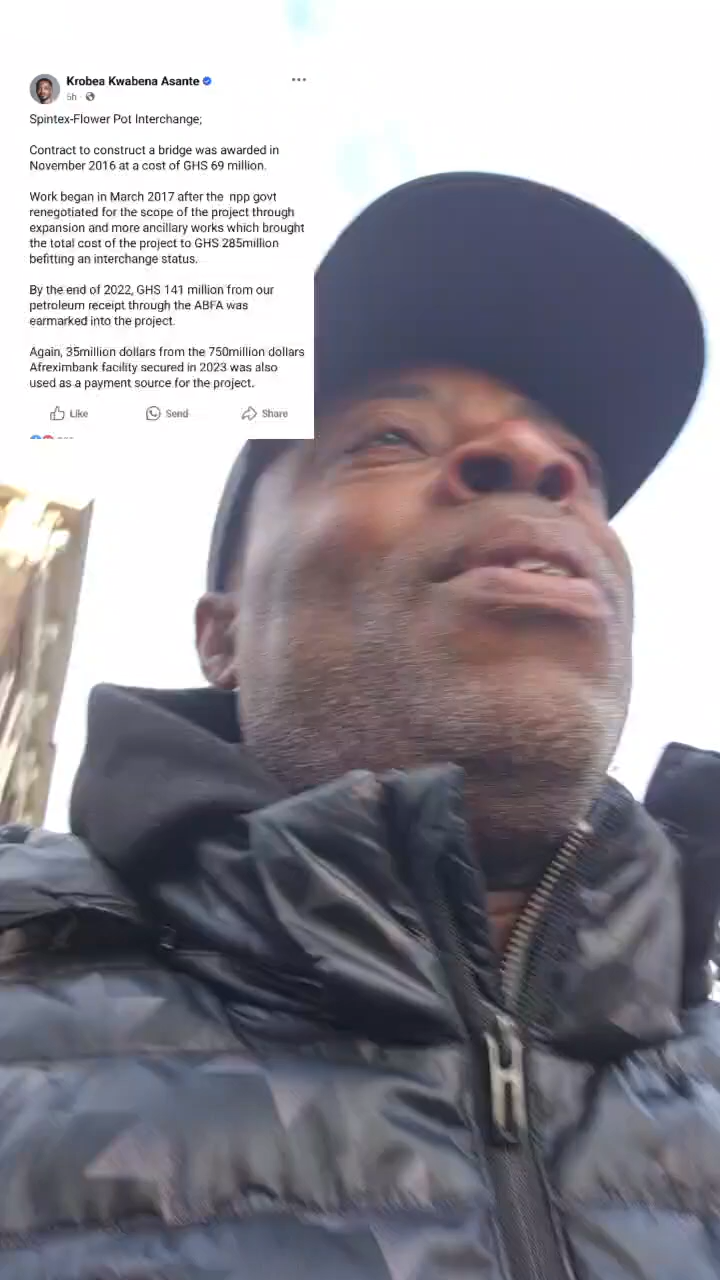 Krobea Kwabena Asante
5h
Spintex-Flower Pot Interchange;
Contract to construct a bridge was awarded in
November 2016 at a cost of GHS 69 million.
Work began in March 2017 after the npp govt
renegotiated for the scope of the project through
expansion and more ancillary works which brought
the total cost of the project to GHS 285million
befitting an interchange status.
By the end of 2022, GHS 141 million from our
petroleum receipt through the ABFA was
earmarked into the project.
Again, 35million dollars from the 750million dollars
Afreximbank facility secured in 2023 was also
used as a payment source for the project.
Like Send Share
H